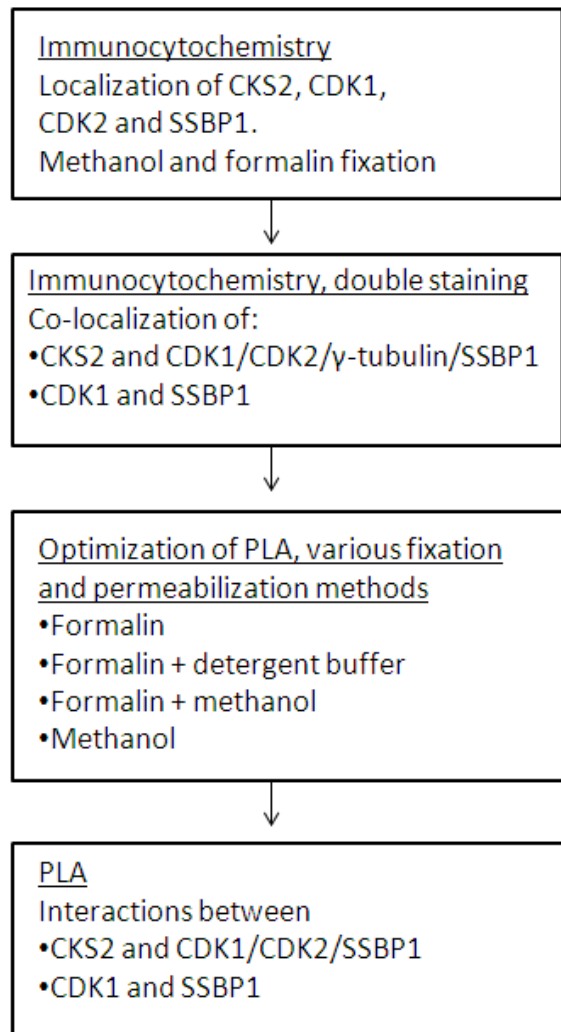 Immunocytochemistry
Localization of CKS2, CDK1,
CDK2 and SSBP1.
Methanol and formalin fixation
Immunocytochemistry, double staining
Co-localization of:
•CKS2 and CDK1/CDK2/γ-tubulin/SSBP1
•CDK1 and SSBP1
Optimization of PLA, various fixation
and permeabilization methods
•Formalin
•Formalin + detergent buffer
•Formalin + methanol
•Methanol
PLA
Interactions between
•CKS2 and CDK1/CDK2/SSBP1
•CDK1 and SSBP1